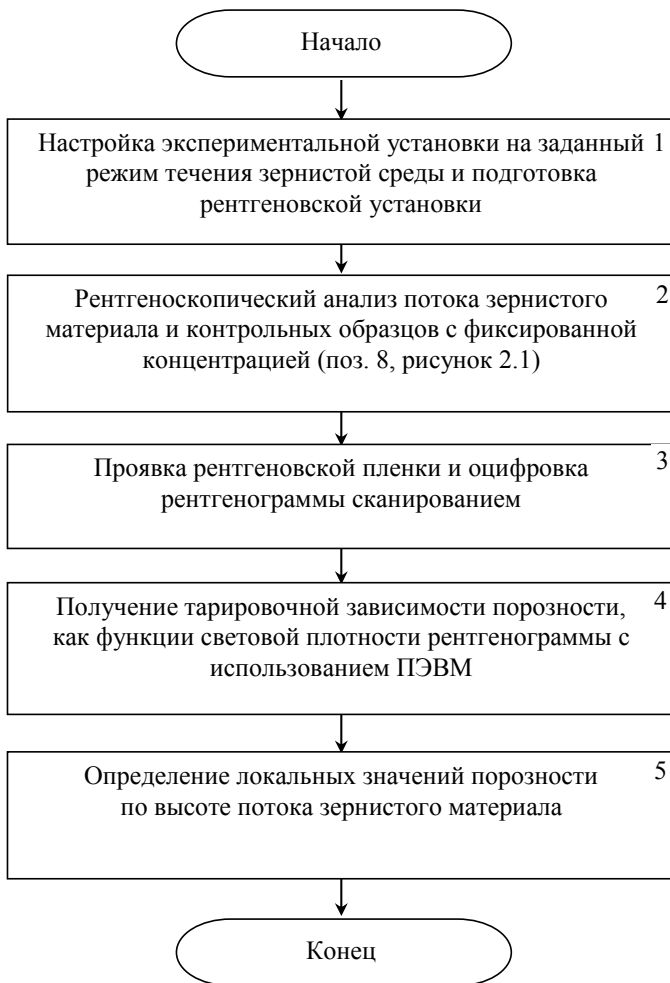 Начало
Настройка экспериментальной установки на заданный 1
режим течения зернистой среды и подготовка
рентгеновской установки
Рентгеноскопический анализ потока зернистого 2
материала и контрольных образцов с фиксированной
концентрацией (поз. 8, рисунок 2.1)
Проявка рентгеновской пленки и оцифровка 3
рентгенограммы сканированием
Получение тарировочной зависимости порозности, 4
как функции световой плотности рентгенограммы с
использованием ПЭВМ
Определение локальных значений порозности 5
по высоте потока зернистого материала
Конец